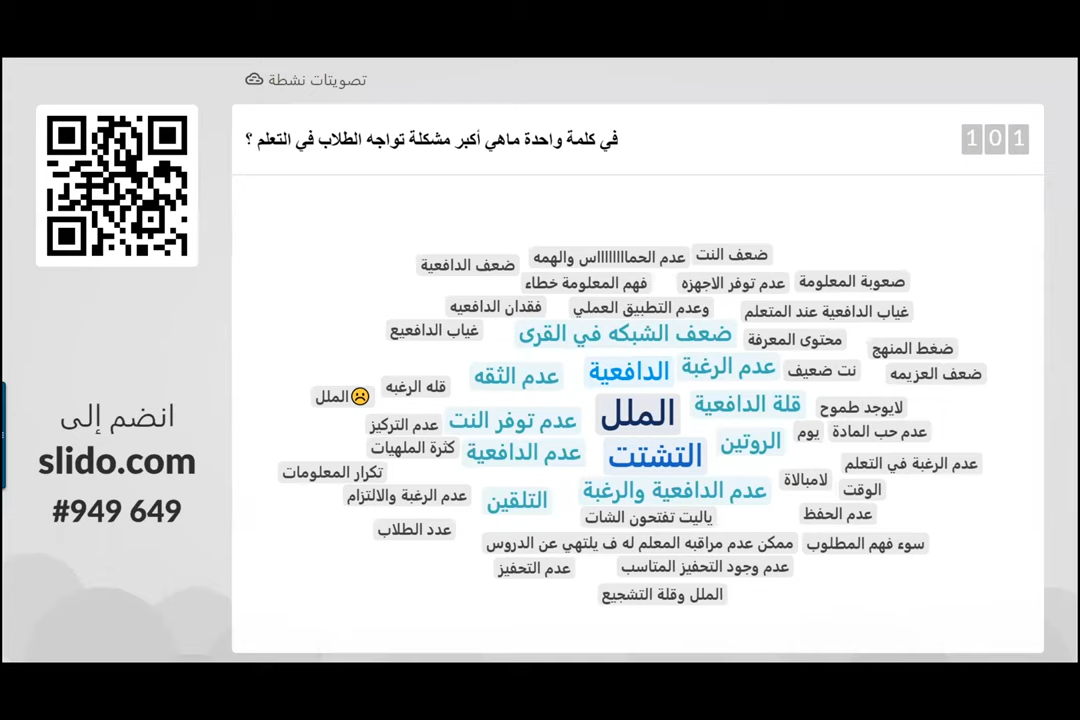 تصويتات نشطة
في كلمة واحدة ماهي أكبر مشكلة تواجه الطلاب في التعلم ؟
101
انضم إلى
slido.com
#949 649
ضعف النت
عدم الحماااااااااس والهمه
ضعف الدافعية
صعوبة المعلومة
عدم توفر الاجهزه
فهم المعلومة خطاء
غياب الدافعية عند المتعلم
وعدم التطبيق العملي
فقدان الدافعيه
محتوى المعرفة
ضعف الشبكه في القرى
غياب الدافعيع
ضغط المنهج
نت ضعيف
عدم الرغبة
الدافعية
عدم الثقه
ضعف العزيمه
قله الرغبه
الملل☹
لايوجد طموح
قلة الدافعية
الملل
عدم توفر النت
عدم التركيز
عدم حب المادة
يوم
الروتين
التشتت
عدم الدافعية
كثرة الملهيات
عدم الرغبة في التعلم
لامبالاة
تكرار المعلومات
الوقت
عدم الدافعية والرغبة
التلقين
عدم الرغبة والالتزام
عدم الحفظ
ياليت تفتحون الشات
عدد الطلاب
سوء فهم المطلوب
ممكن عدم مراقبه المعلم له ف يلتهي عن الدروس
عدم وجود التحفيز المتاسب
عدم التحفيز
الملل وقلة التشجيع